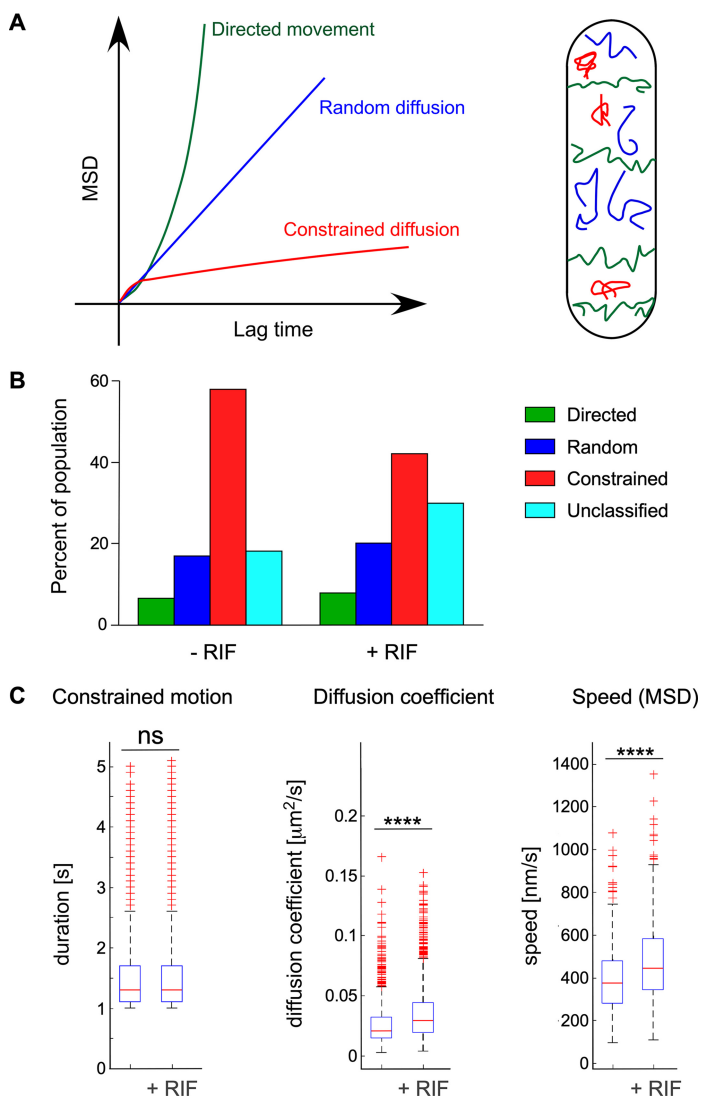 A
Directed movement
Random diffusion
MSD
Constrained diffusion
Lag time
B
60
40
20
0
Percent of population
- RIF
+ RIF
Directed
Random
Constrained
Unclassified
C
Constrained motion
ns
5
4
3
2
1
0
duration [s]
+ RIF
Diffusion coefficient
0.2
0.15
0.1
0.05
0
diffusion coefficient [μm²/s]
****
+ RIF
Speed (MSD)
1400
1200
1000
800
600
400
200
0
speed [nm/s]
****
+ RIF